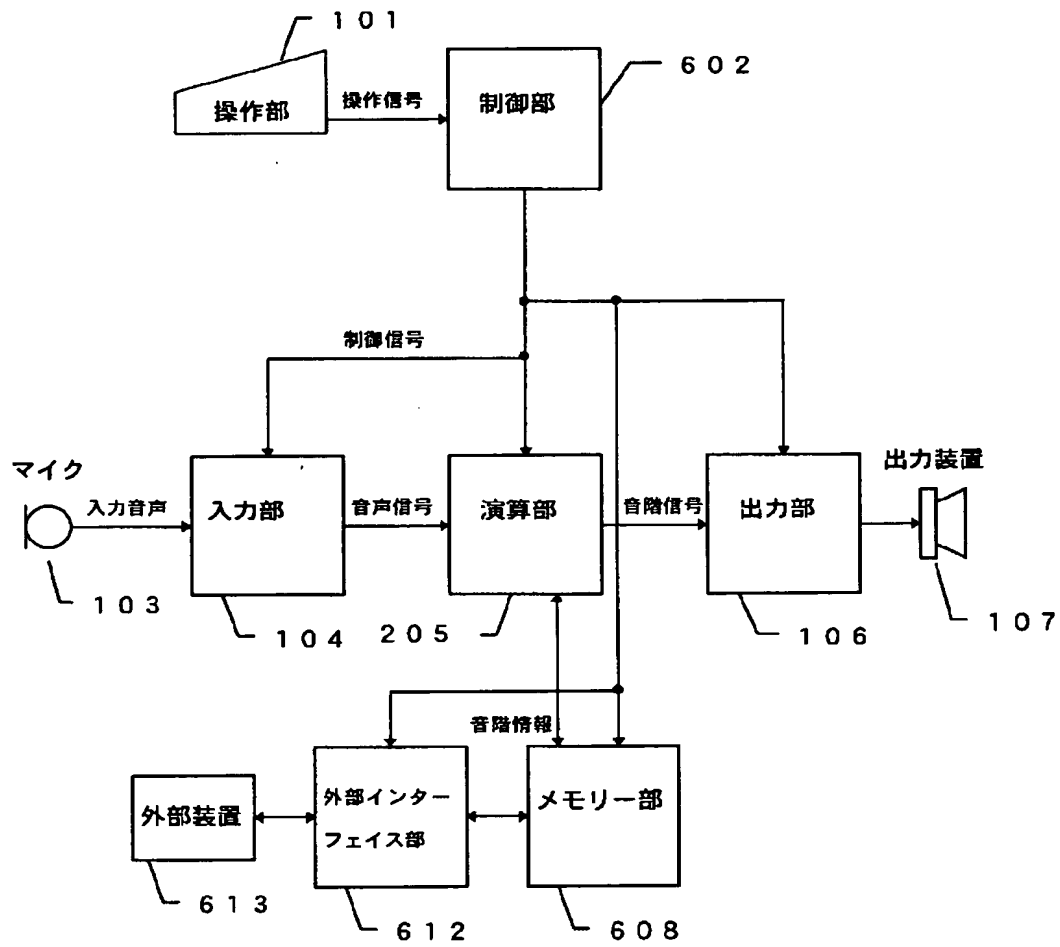 １０１
操作部
操作信号
制御部
６０２
制御信号
マイク
入力音声
１０３
入力部
１０４
音声信号
演算部
２０５
音階信号
出力部
１０６
出力装置
１０７
音階情報
外部装置
６１３
外部インター
フェイス部
６１２
メモリー部
６０８